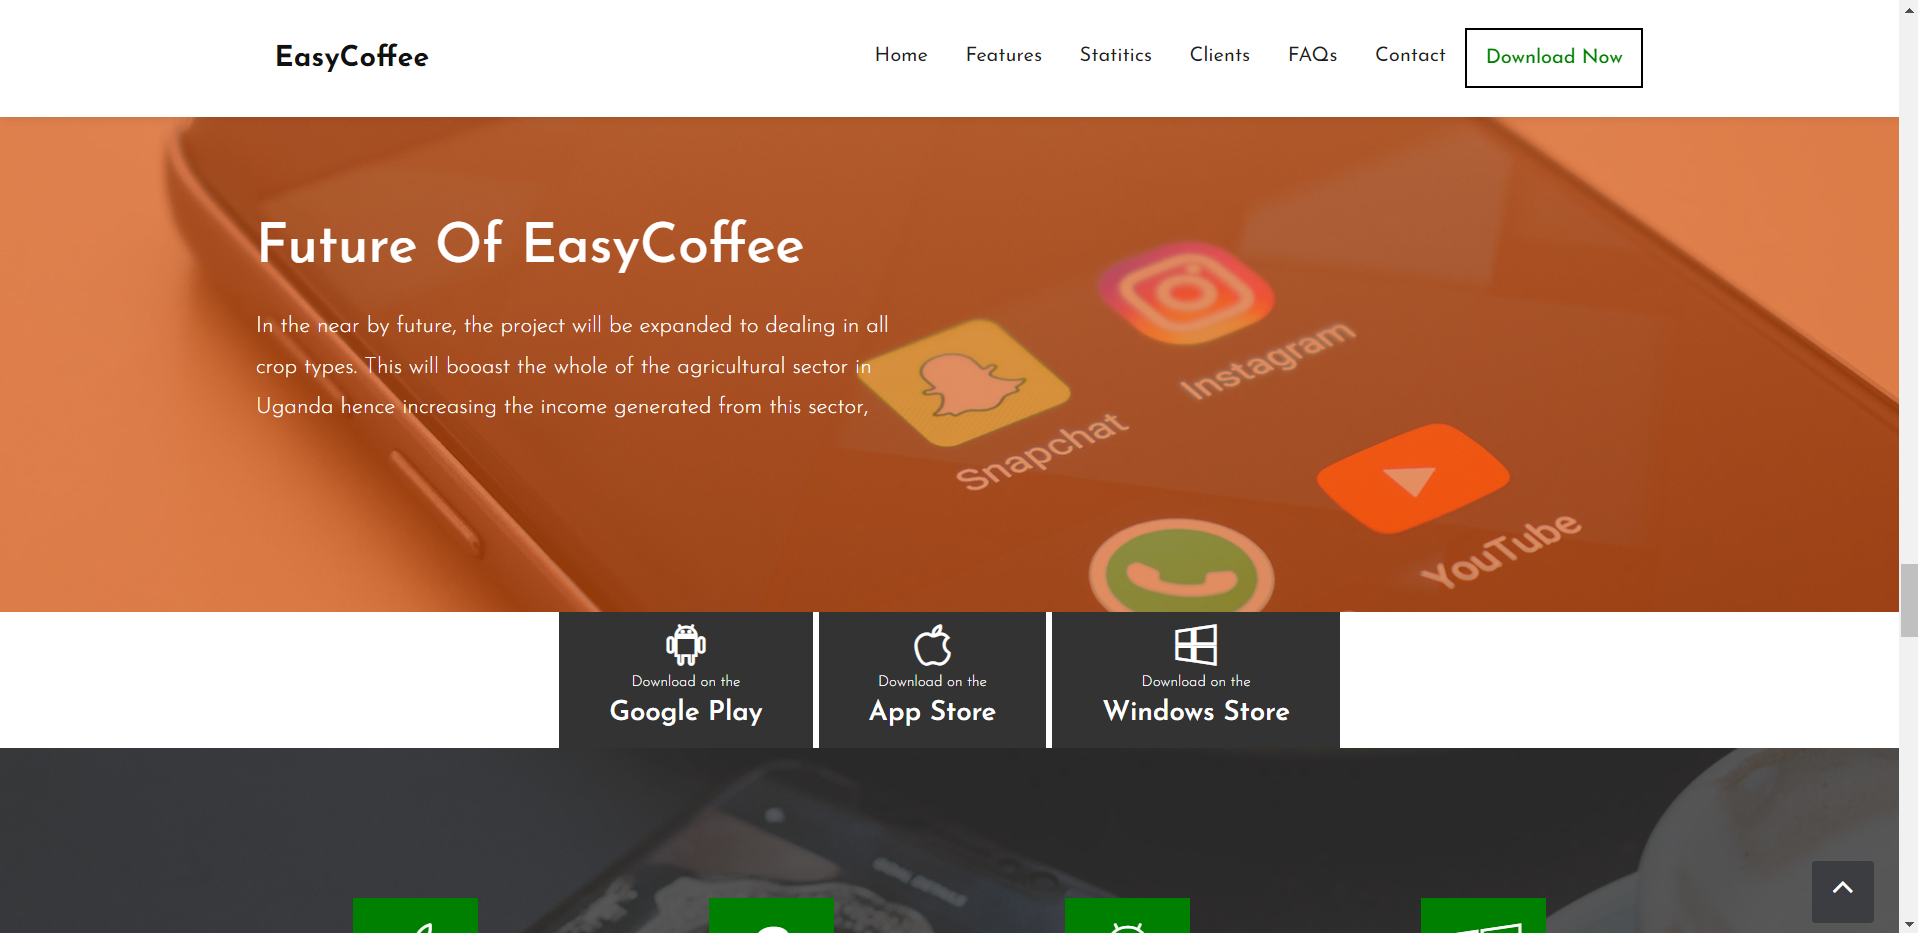 EasyCoffee
Home Features Statitics Clients FAQs Contact Download Now
Future Of EasyCoffee
In the near by future, the project will be expanded to dealing in all
crop types. This will booast the whole of the agricultural sector in
Uganda hence increasing the income generated from this sector,
Instagram
Snapchat
YouTube
Download on the
Google Play
Download on the
App Store
Download on the
Windows Store